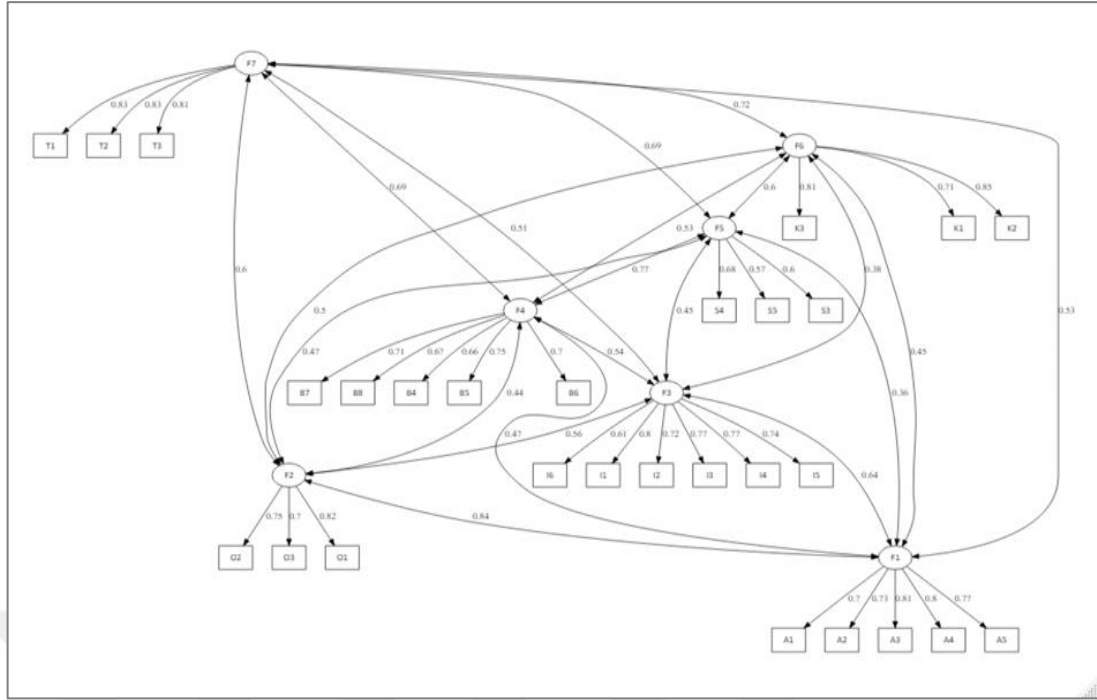 F7
0.83 0.83 0.81
0.72
T1 T2 T3
F6
0.69
0.69 0.6 0.81 0.71 0.85
0.51 0.53 F5 K3 K1 K2
0.6 0.77 0.68 0.57 0.6 0.38
0.5 F4 S4 S5 S3 0.53
0.45
0.47 0.71 0.67 0.66 0.75 0.7 0.54 0.45
B7 B8 B4 B5 B6 F3 0.36
0.44
0.47 0.56 0.61 0.8 0.72 0.77 0.77 0.74
F2 I6 I1 I2 I3 I4 I5 0.64
0.75 0.7 0.82 0.84
O2 O3 O1 F1
0.7 0.73 0.81 0.8 0.77
A1 A2 A3 A4 A5